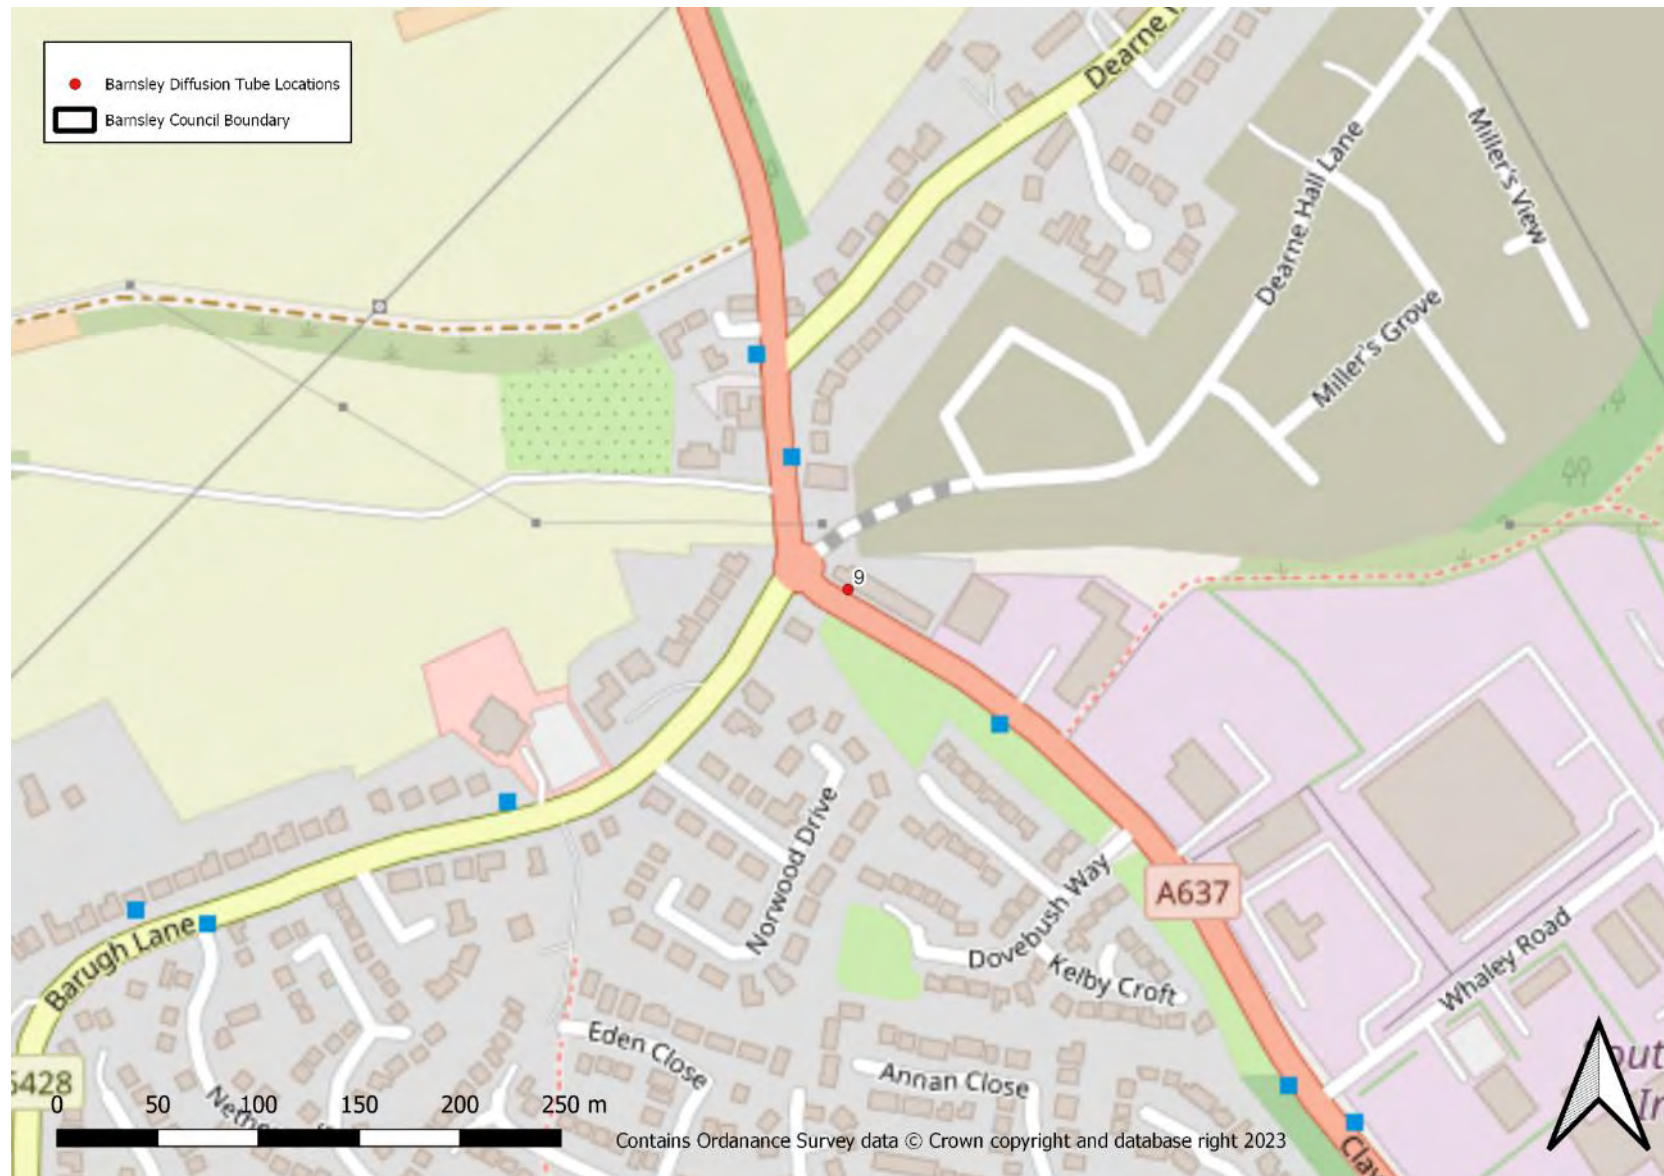 Barnsley Diffusion Tube Locations
Barnsley Council Boundary
Dearne
Dearne Hall Lane
Miller's View
Miller's Grove
9
Norwood Drive
Dovebush Way
A637
Kelby Croft
Whaley Road
Barugh Lane
Eden Close
Annan Close
428
0 50 100 150 200 250 m
Contains Ordanance Survey data © Crown copyright and database right 2023